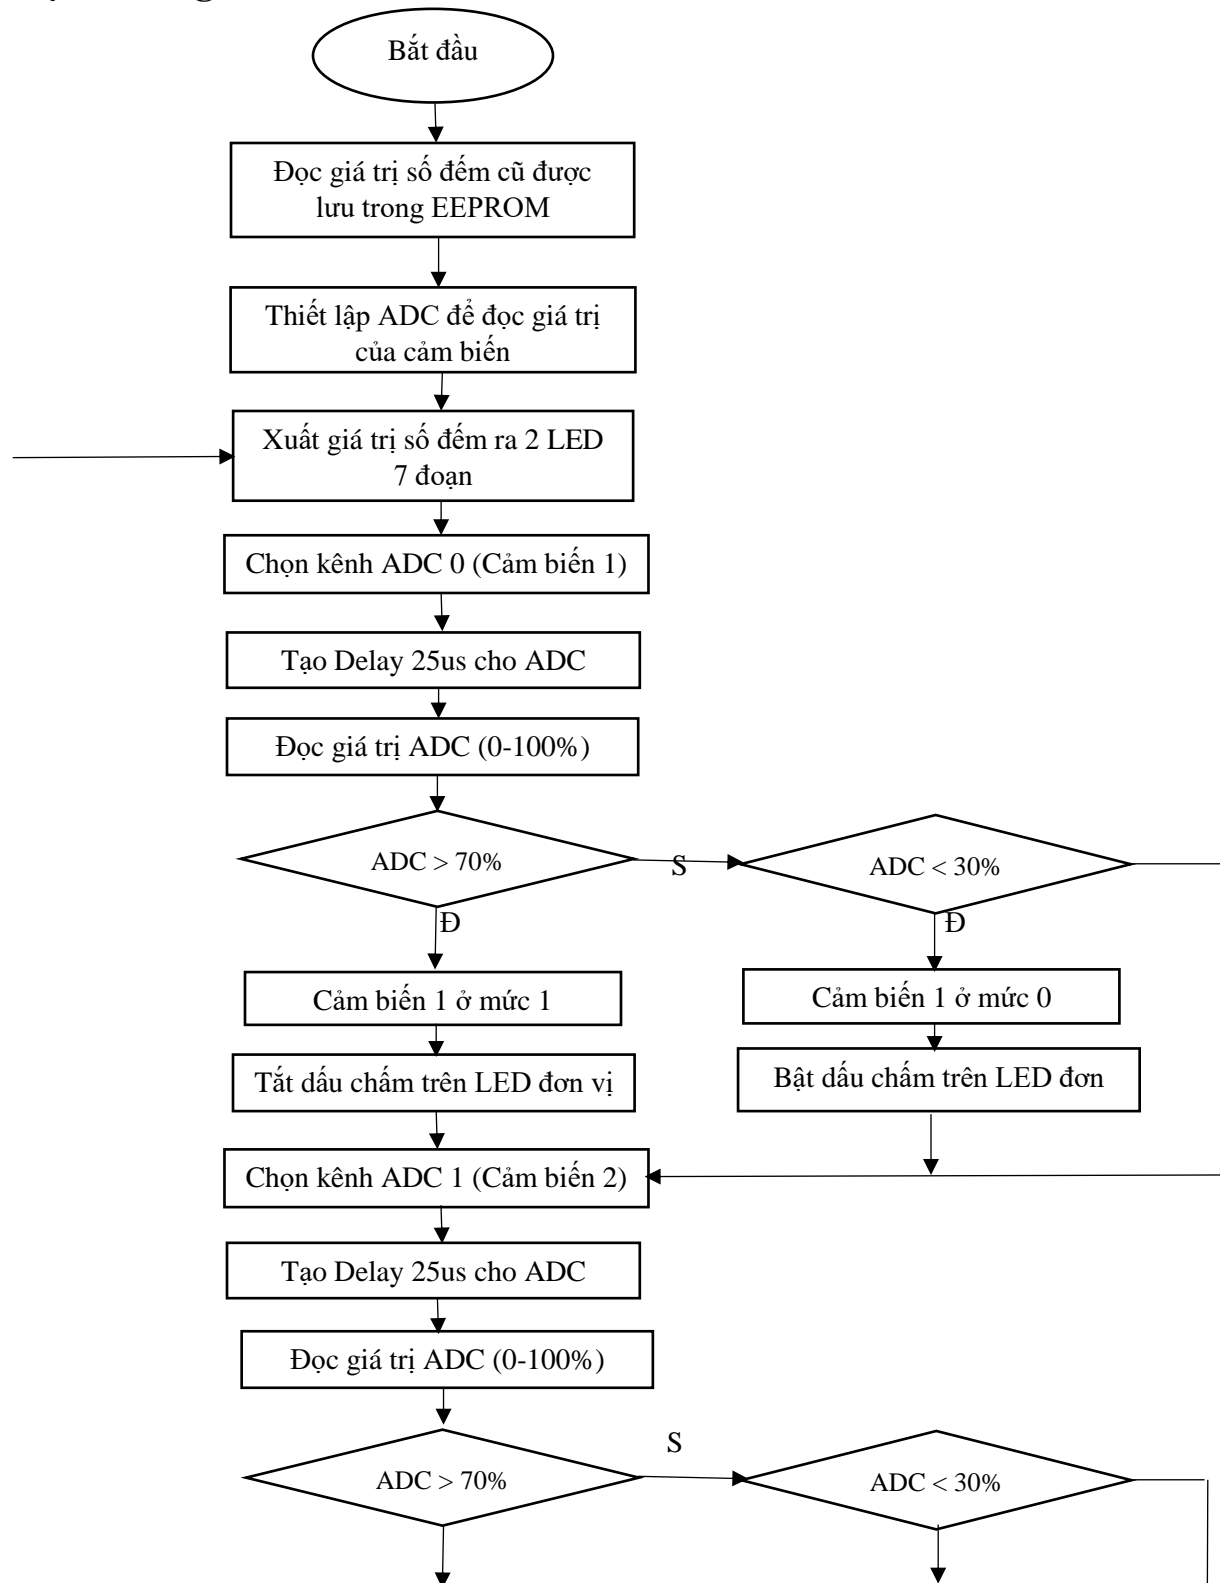 Bắt đầu
Đọc giá trị số đếm cũ được
lưu trong EEPROM
Thiết lập ADC để đọc giá trị
của cảm biến
Xuất giá trị số đếm ra 2 LED
7 đoạn
Chọn kênh ADC 0 (Cảm biến 1)
Tạo Delay 25us cho ADC
Đọc giá trị ADC (0-100%)
ADC > 70%
S
ADC < 30%
Đ
Đ
Cảm biến 1 ở mức 1
Cảm biến 1 ở mức 0
Tắt dấu chấm trên LED đơn vị
Bật dấu chấm trên LED đơn
Chọn kênh ADC 1 (Cảm biến 2)
Tạo Delay 25us cho ADC
Đọc giá trị ADC (0-100%)
S
ADC > 70%
ADC < 30%